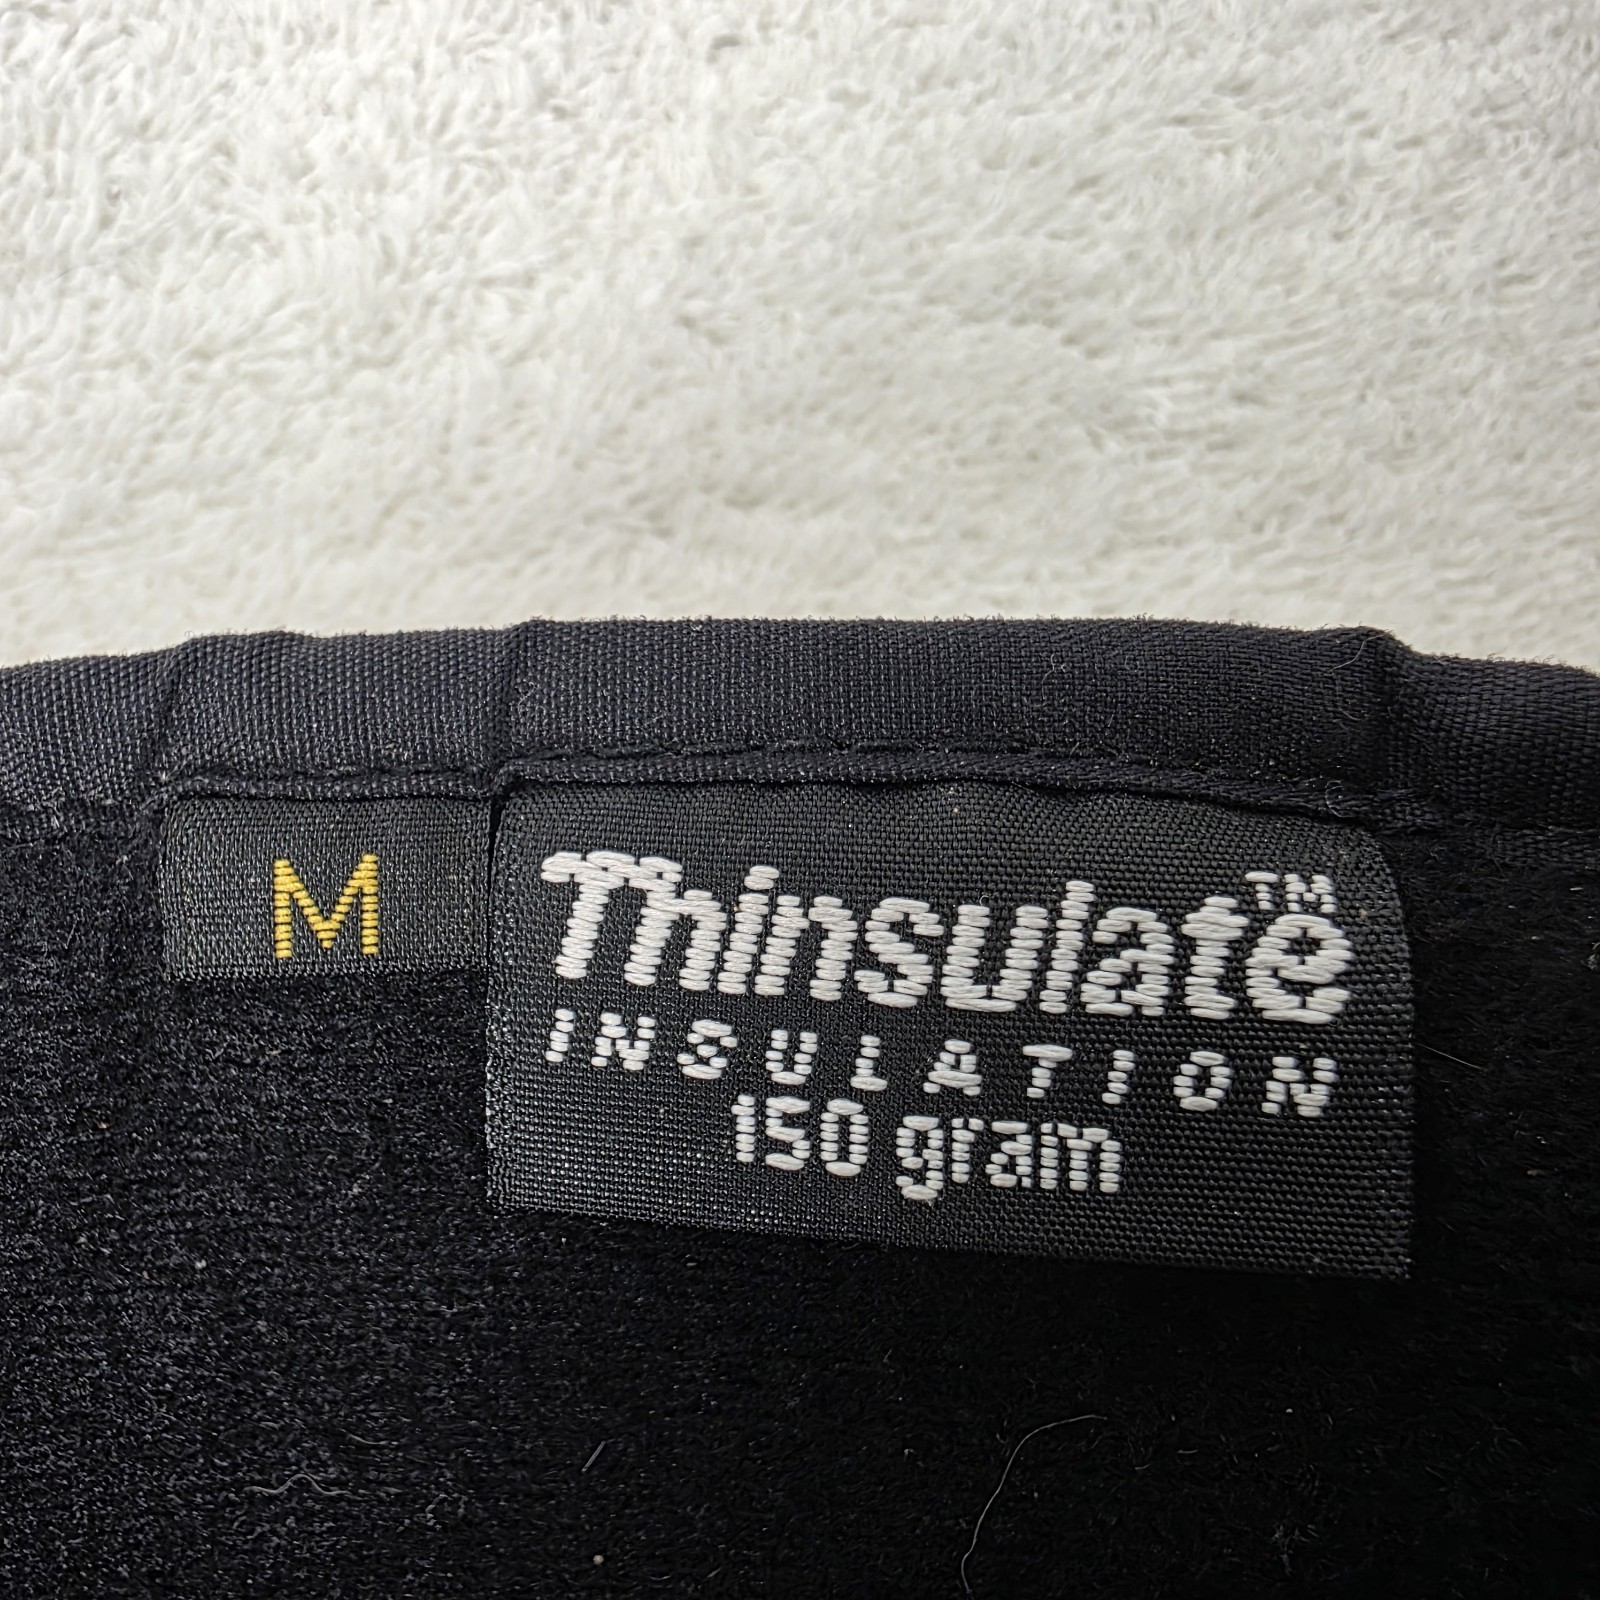 M
Thinsulate™
INSULATION
150 gram